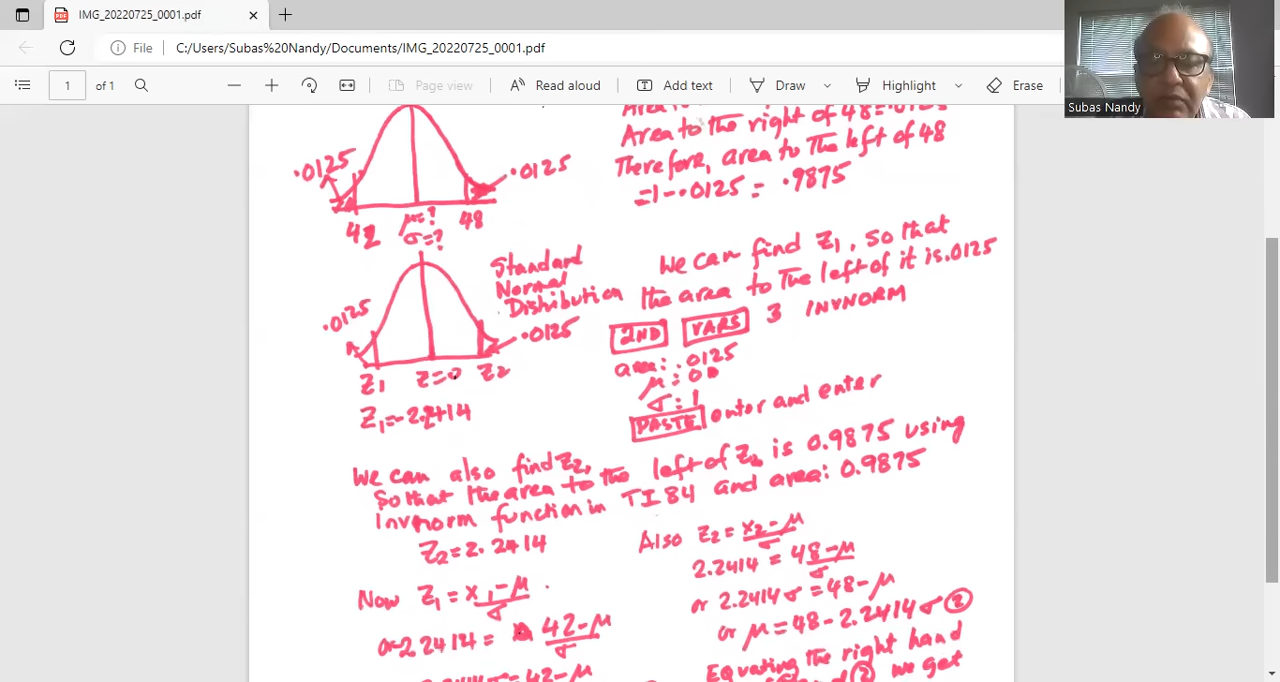 IMG_20220725_0001.pdf
File
C:/Users/Subas%20Nandy/Documents/IMG_20220725_0001.pdf
1
of 1
Page view
Read aloud
Add text
Draw
Highlight
Erase
Subas Nandy
Area to the right of 48=.0125
Therefore, area to the left of 48
=1-.0125= .9875
.0125
.0125
42
μ=?
48
σ=?
Standard
Normal
Distribution
.0125
.0125
Z1
Z=0
Z2
Z1=-2.2414
We can find Z1, so that
the area to the left of it is .0125
2ND VARS 3 INVNORM
area: .0125
μ: 0
σ: 1
PASTE enter and enter
We can also find Z2,
So that the area to the left of Z2 is 0.9875 using
Invnorm function in TI 84 and area: 0.9875
Z2=2.2414
Now Z1 = x1-μ
σ
or -2.2414 = 42-μ
σ
=42-μ
Also Z2= x2-μ
σ
2.2414 = 48-μ
σ
or 2.2414σ =48-μ
or μ=48-2.2414σ ②
Equating the right hand
② we get